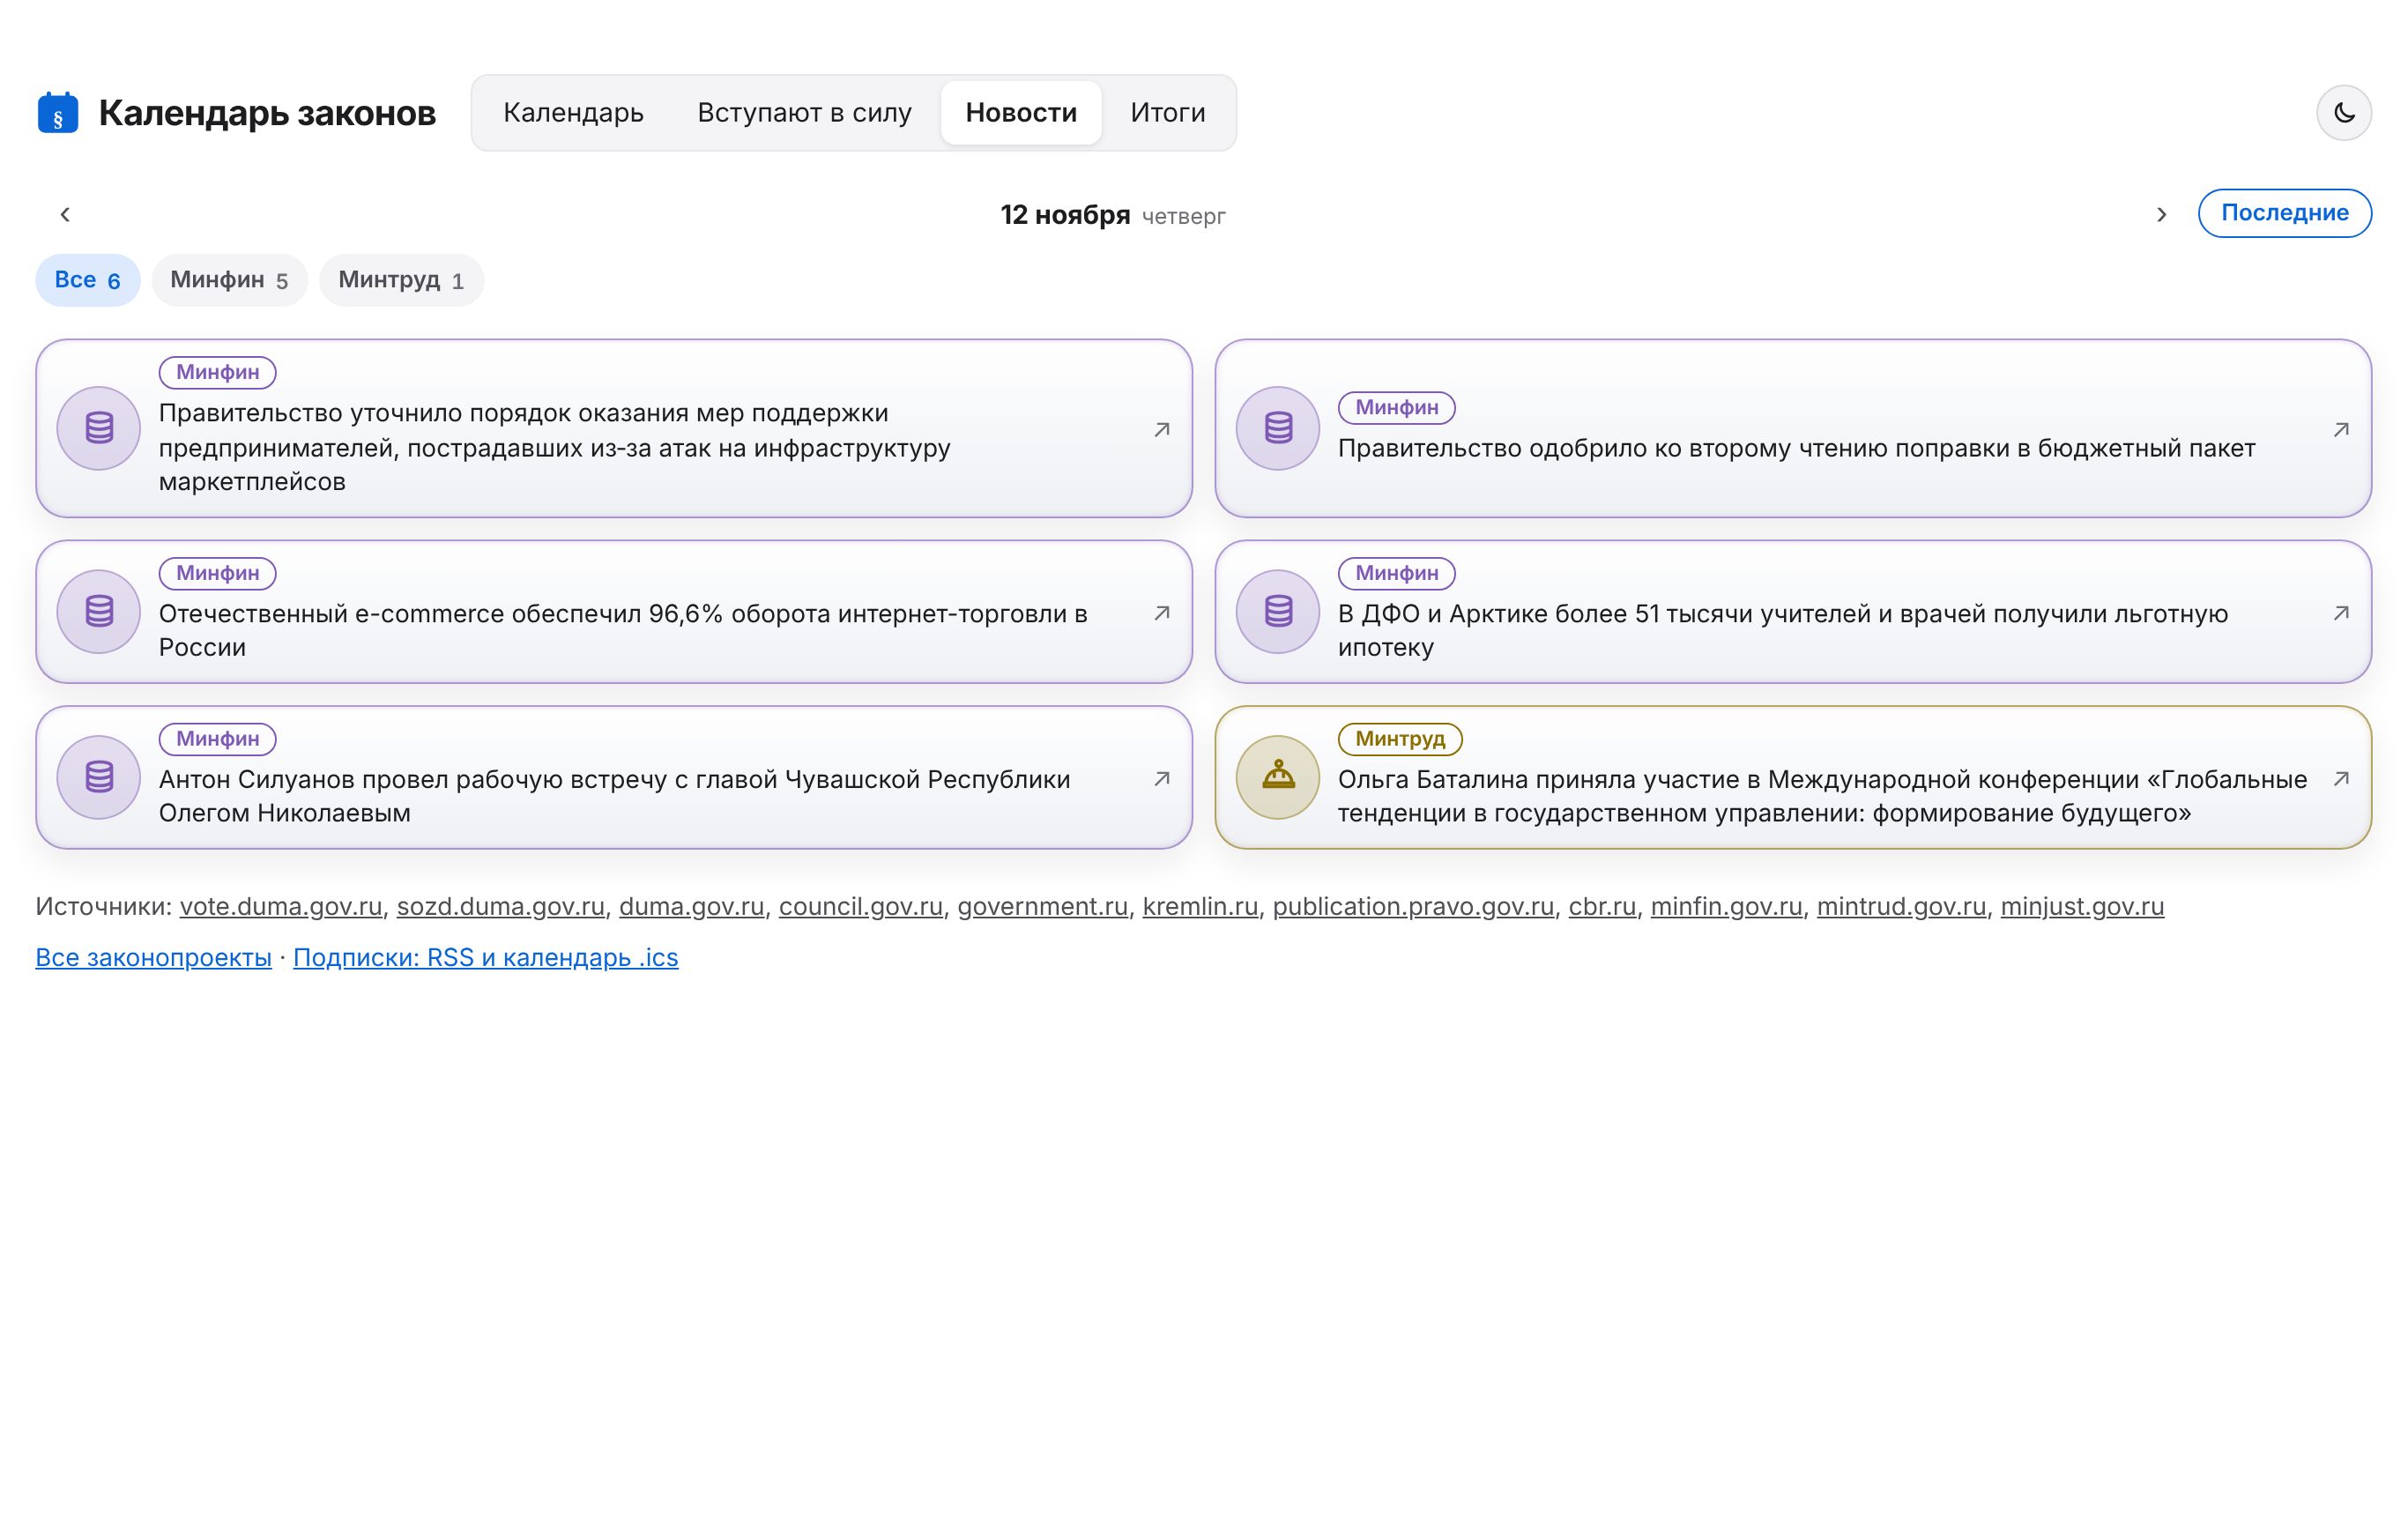 § Календарь законов Календарь Вступают в силу Новости Итоги
‹ 12 ноября четверг › Последние
Все 6 Минфин 5 Минтруд 1
Минфин
Правительство уточнило порядок оказания мер поддержки
предпринимателей, пострадавших из-за атак на инфраструктуру
маркетплейсов
Минфин
Правительство одобрило ко второму чтению поправки в бюджетный пакет
Минфин
Отечественный e-commerce обеспечил 96,6% оборота интернет-торговли в
России
Минфин
В ДФО и Арктике более 51 тысячи учителей и врачей получили льготную
ипотеку
Минфин
Антон Силуанов провел рабочую встречу с главой Чувашской Республики
Олегом Николаевым
Минтруд
Ольга Баталина приняла участие в Международной конференции «Глобальные
тенденции в государственном управлении: формирование будущего»
Источники: vote.duma.gov.ru, sozd.duma.gov.ru, duma.gov.ru, council.gov.ru, government.ru, kremlin.ru, publication.pravo.gov.ru, cbr.ru, minfin.gov.ru, mintrud.gov.ru, minjust.gov.ru
Все законопроекты · Подписки: RSS и календарь .ics